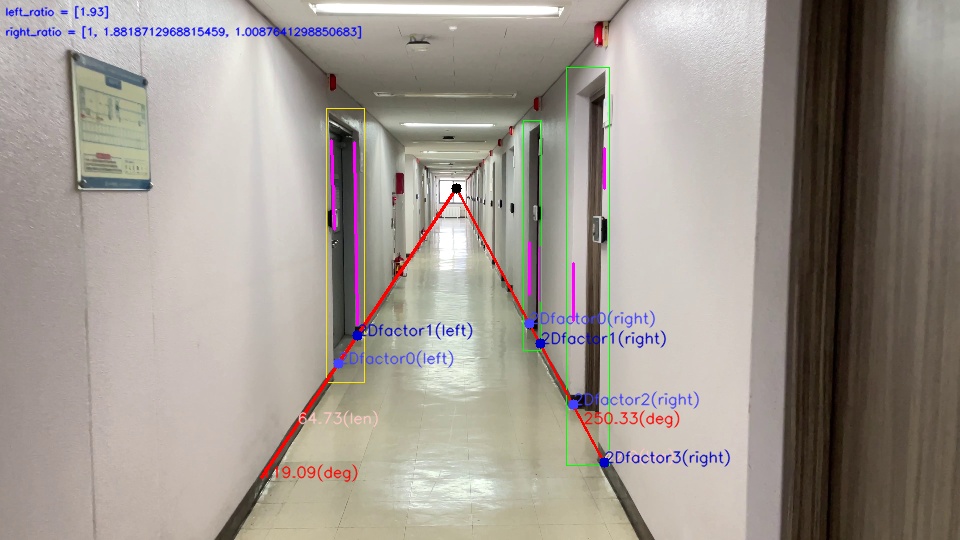 left_ratio = [1.93]
right_ratio = [1, 1.8818712968815459, 1.0087641298850683]
2Dfactor0(right)
2Dfactor1(left)
2Dfactor1(right)
2Dfactor0(left)
2Dfactor2(right)
64.73(len)
250.33(deg)
2Dfactor3(right)
19.09(deg)